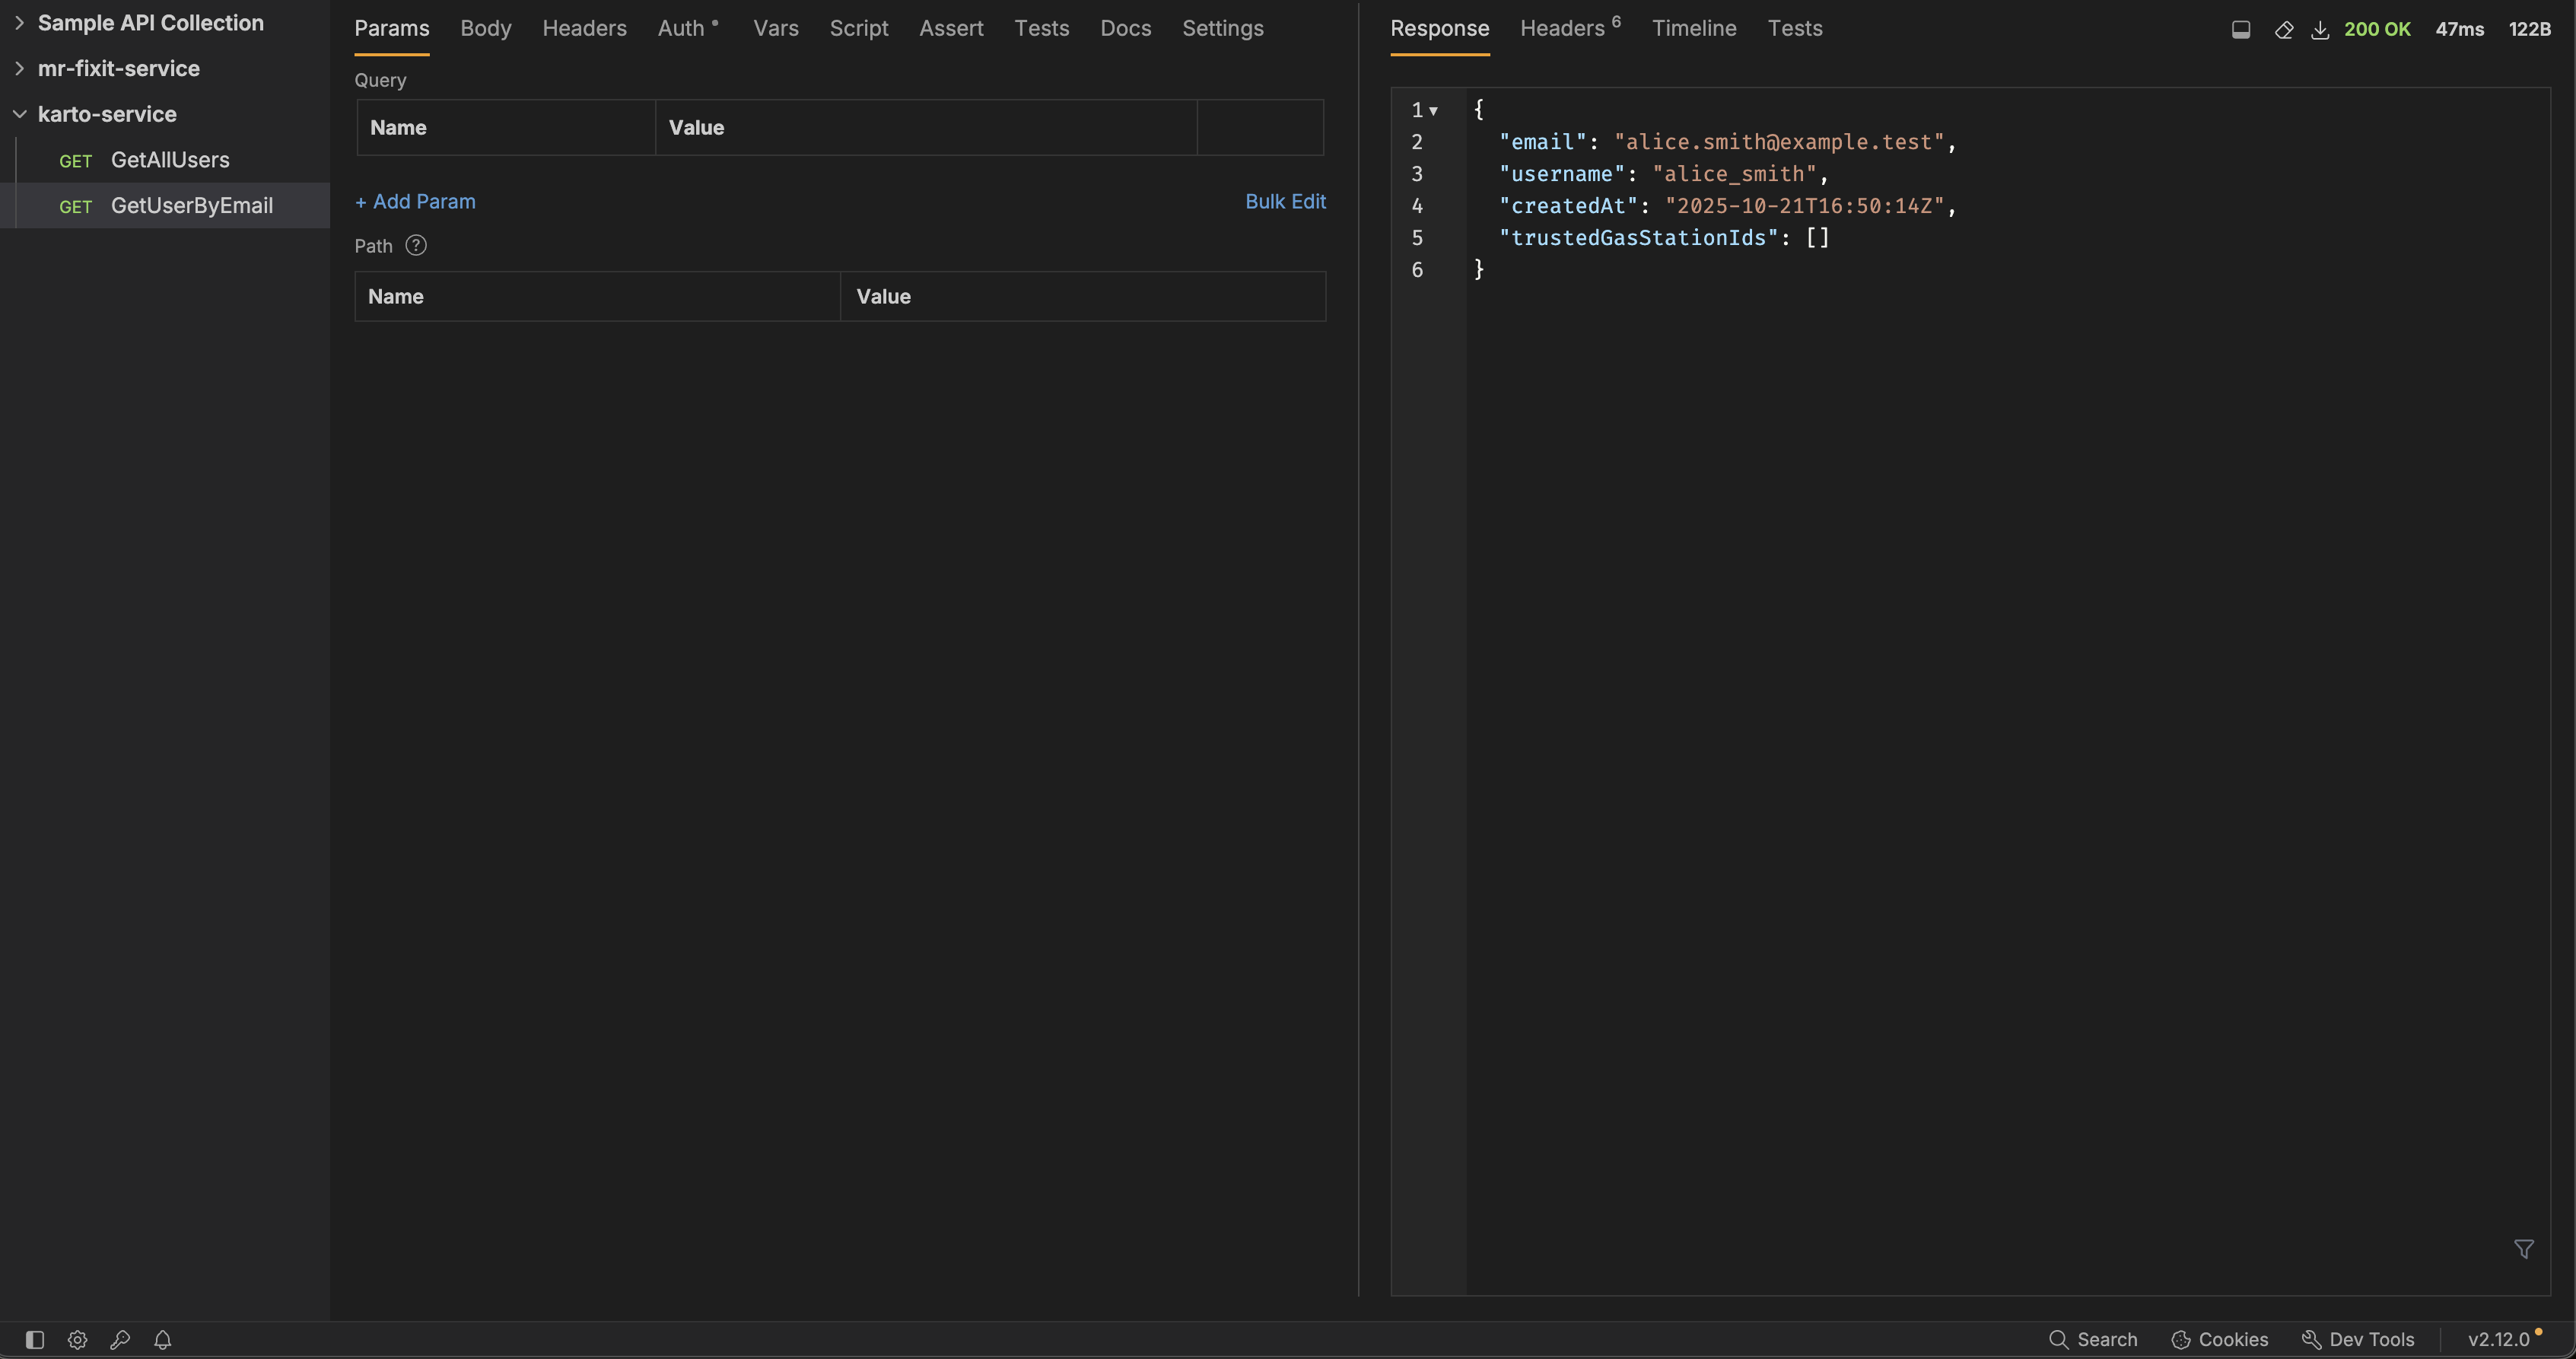 Sample API Collection
mr-fixit-service
karto-service
GET GetAllUsers
GET GetUserByEmail
Params Body Headers Auth Vars Script Assert Tests Docs Settings
Query
Name Value
+ Add Param Bulk Edit
Path ?
Name Value
Response Headers 6 Timeline Tests 200 OK 47ms 122B
1 {
2 "email": "alice.smith@example.test",
3 "username": "alice_smith",
4 "createdAt": "2025-10-21T16:50:14Z",
5 "trustedGasStationIds": []
6 }
Search Cookies Dev Tools v2.12.0